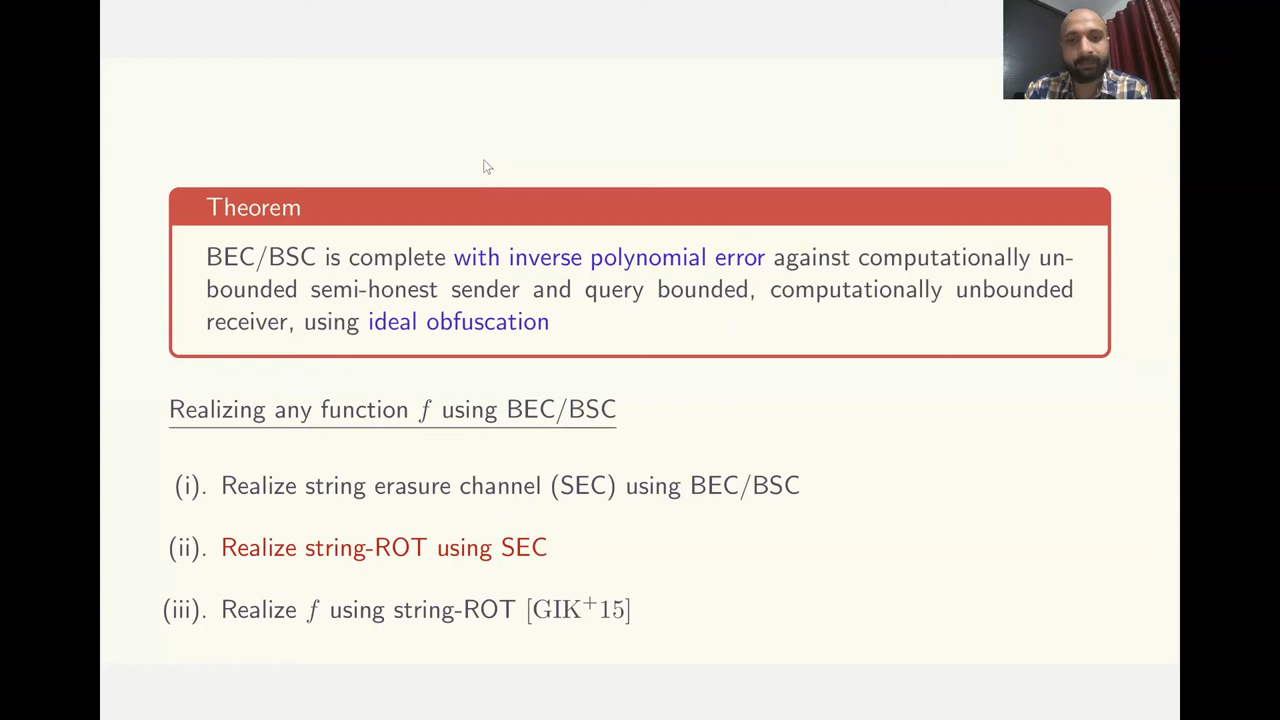 Theorem
BEC/BSC is complete with inverse polynomial error against computationally un-
bounded semi-honest sender and query bounded, computationally unbounded
receiver, using ideal obfuscation
Realizing any function f using BEC/BSC
(i). Realize string erasure channel (SEC) using BEC/BSC
(ii). Realize string-ROT using SEC
(iii). Realize f using string-ROT [GIK+15]